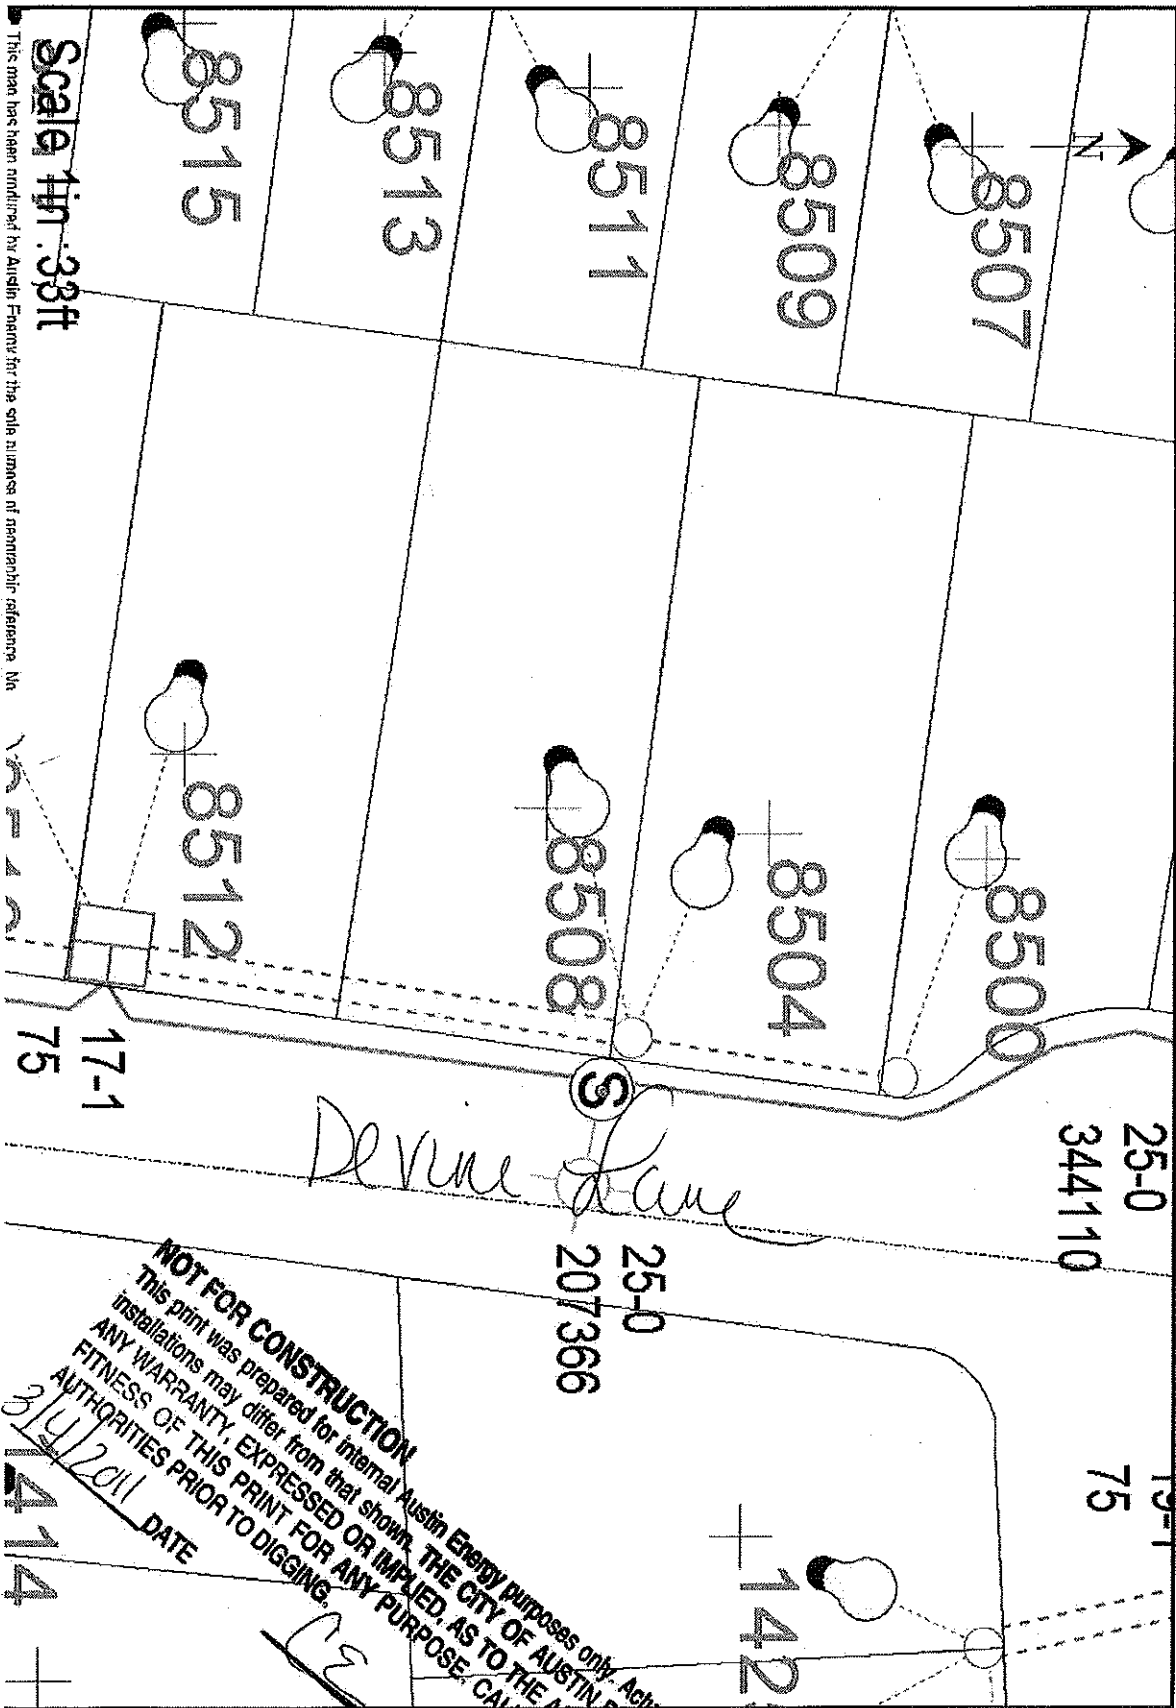 N
8507
8509
8511
8513
8515
8500
8504
8508
8512
25-0
344110
25-0
207366
17-1
75
75
Devine Lane
142
1414
Scale 1in :33ft
This map has been produced by Austin Energy for the sole purpose of geographic reference. No
NOT FOR CONSTRUCTION
This print was prepared for internal Austin Energy purposes only.
installations may differ from that shown. THE CITY OF AUSTIN
ANY WARRANTY, EXPRESSED OR IMPLIED, AS TO THE
FITNESS OF THIS PRINT FOR ANY PURPOSE.
AUTHORITIES PRIOR TO DIGGING.
3/4/2011 DATE
S